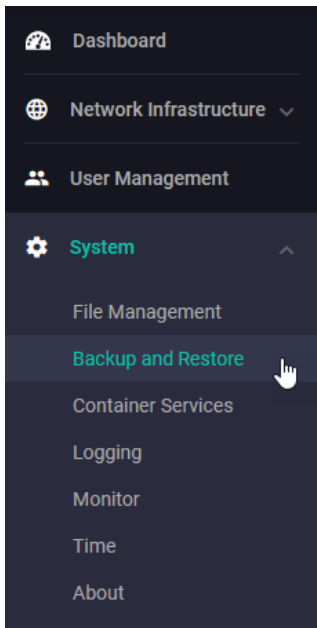 Dashboard
Network Infrastructure
User Management
System
File Management
Backup and Restore
Container Services
Logging
Monitor
Time
About